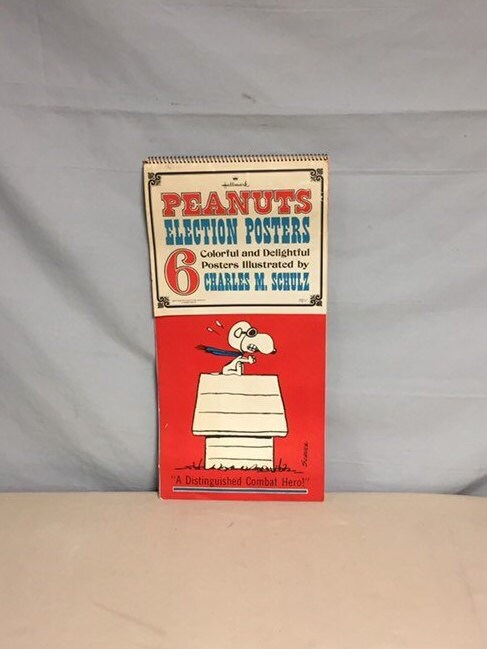 Hallmark
PEANUTS
ELECTION POSTERS
6 Colorful and Delightful
Posters Illustrated by
CHARLES M. SCHULZ
SCHULZ
"A Distinguished Combat Hero!"